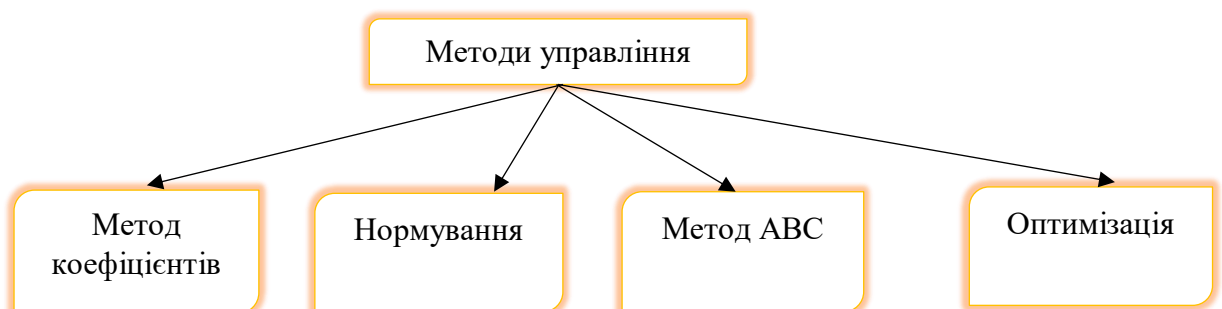 Методи управління
Метод
коефіцієнтів
Нормування
Метод АВС
Оптимізація